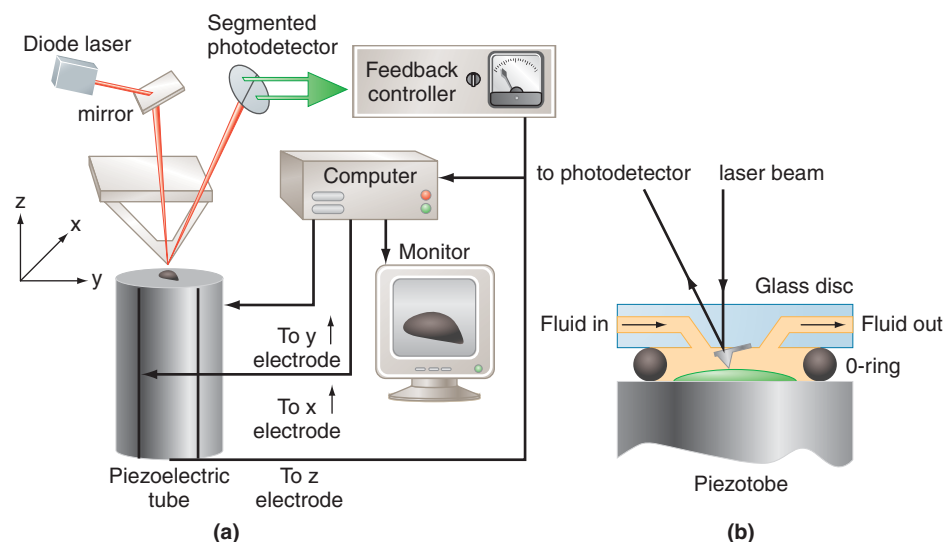 Diode laser
mirror
Segmented
photodetector
Feedback
controller
Computer
Monitor
z
x
y
To y
electrode
To x
electrode
To z
electrode
Piezoelectric
tube
(a)
to photodetector
laser beam
Glass disc
Fluid in
Fluid out
0-ring
Piezotobe
(b)